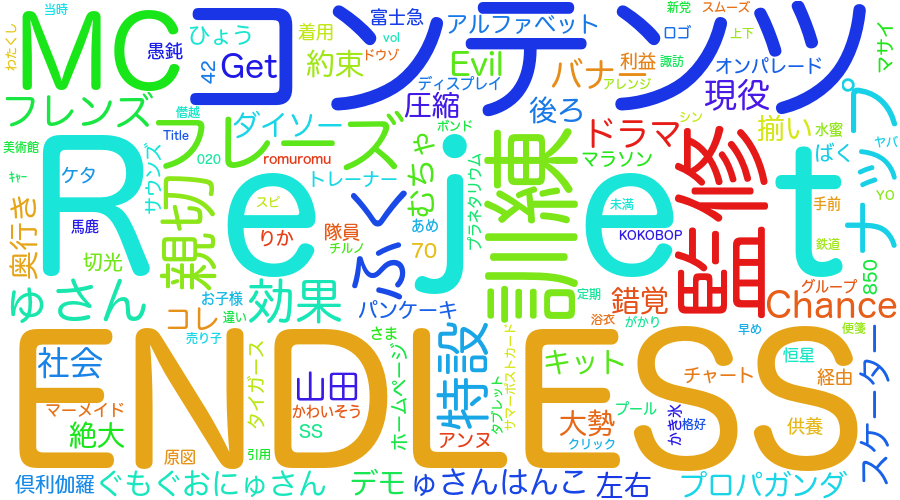 当時
わたくし
MC
愚鈍
ひょう
42
Get
コンテンツ
着用
富士急
vol
ドウゾ
約束
アルファベット
Evil
ディスプレイ
圧縮
新党
スムーズ
ロゴ
上下
バナー
利益
諏訪
アレンジ
オンパレード
後ろ
現役
マサイ
プ
フレンズ
僭越
ダイソー
フレーズ
Title
美術館
キャー
ケタ
馬鹿
サウンズ
020
romuromu
トレーナー
むちゃ
ボンド
プラネタリウム
訓練
ドラマ
マラソン
シン
監修
揃い
水蜜
ばく
ヤバ
ナップ
YO
Rejet
奥行き
切光
親切
スピ
りか
チルノ
隊員
ふく
あめ
70
未満
KOKOBOP
手前
鉄道
850
ゅさん
お子様
違い
売り子
コレ
効果
パンケーキ
定期
錯覚
浴衣
がかり
グループ
Chance
早め
便箋
ENDLESS
社会
タイガース
山田
かわいそう
SS
さま
ホームページ
特設
タブレット
サマーポストカード
アンヌ
キット
大勢
クリック
プール
かき氷
格好
チャート
恒星
経由
供養
スケーター
マーメイド
絶大
原図
引用
倶利伽羅
ぐもぐおにゅさん
デモ
ゅさんはんこ
左右
プロパガンダ